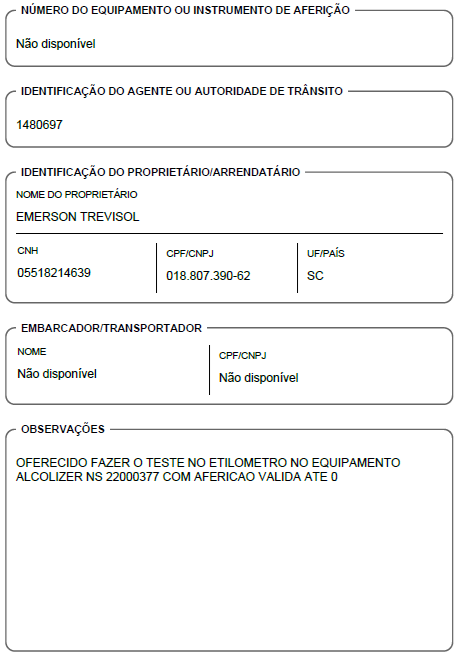 NÚMERO DO EQUIPAMENTO OU INSTRUMENTO DE AFERIÇÃO
Não disponível
IDENTIFICAÇÃO DO AGENTE OU AUTORIDADE DE TRÂNSITO
1480697
IDENTIFICAÇÃO DO PROPRIETÁRIO/ARRENDATÁRIO
NOME DO PROPRIETÁRIO
EMERSON TREVISOL
CNH
05518214639
CPF/CNPJ
018.807.390-62
UF/PAÍS
SC
EMBARCADOR/TRANSPORTADOR
NOME
Não disponível
CPF/CNPJ
Não disponível
OBSERVAÇÕES
OFERECIDO FAZER O TESTE NO ETILOMETRO NO EQUIPAMENTO
ALCOLIZER NS 22000377 COM AFERICAO VALIDA ATE 0